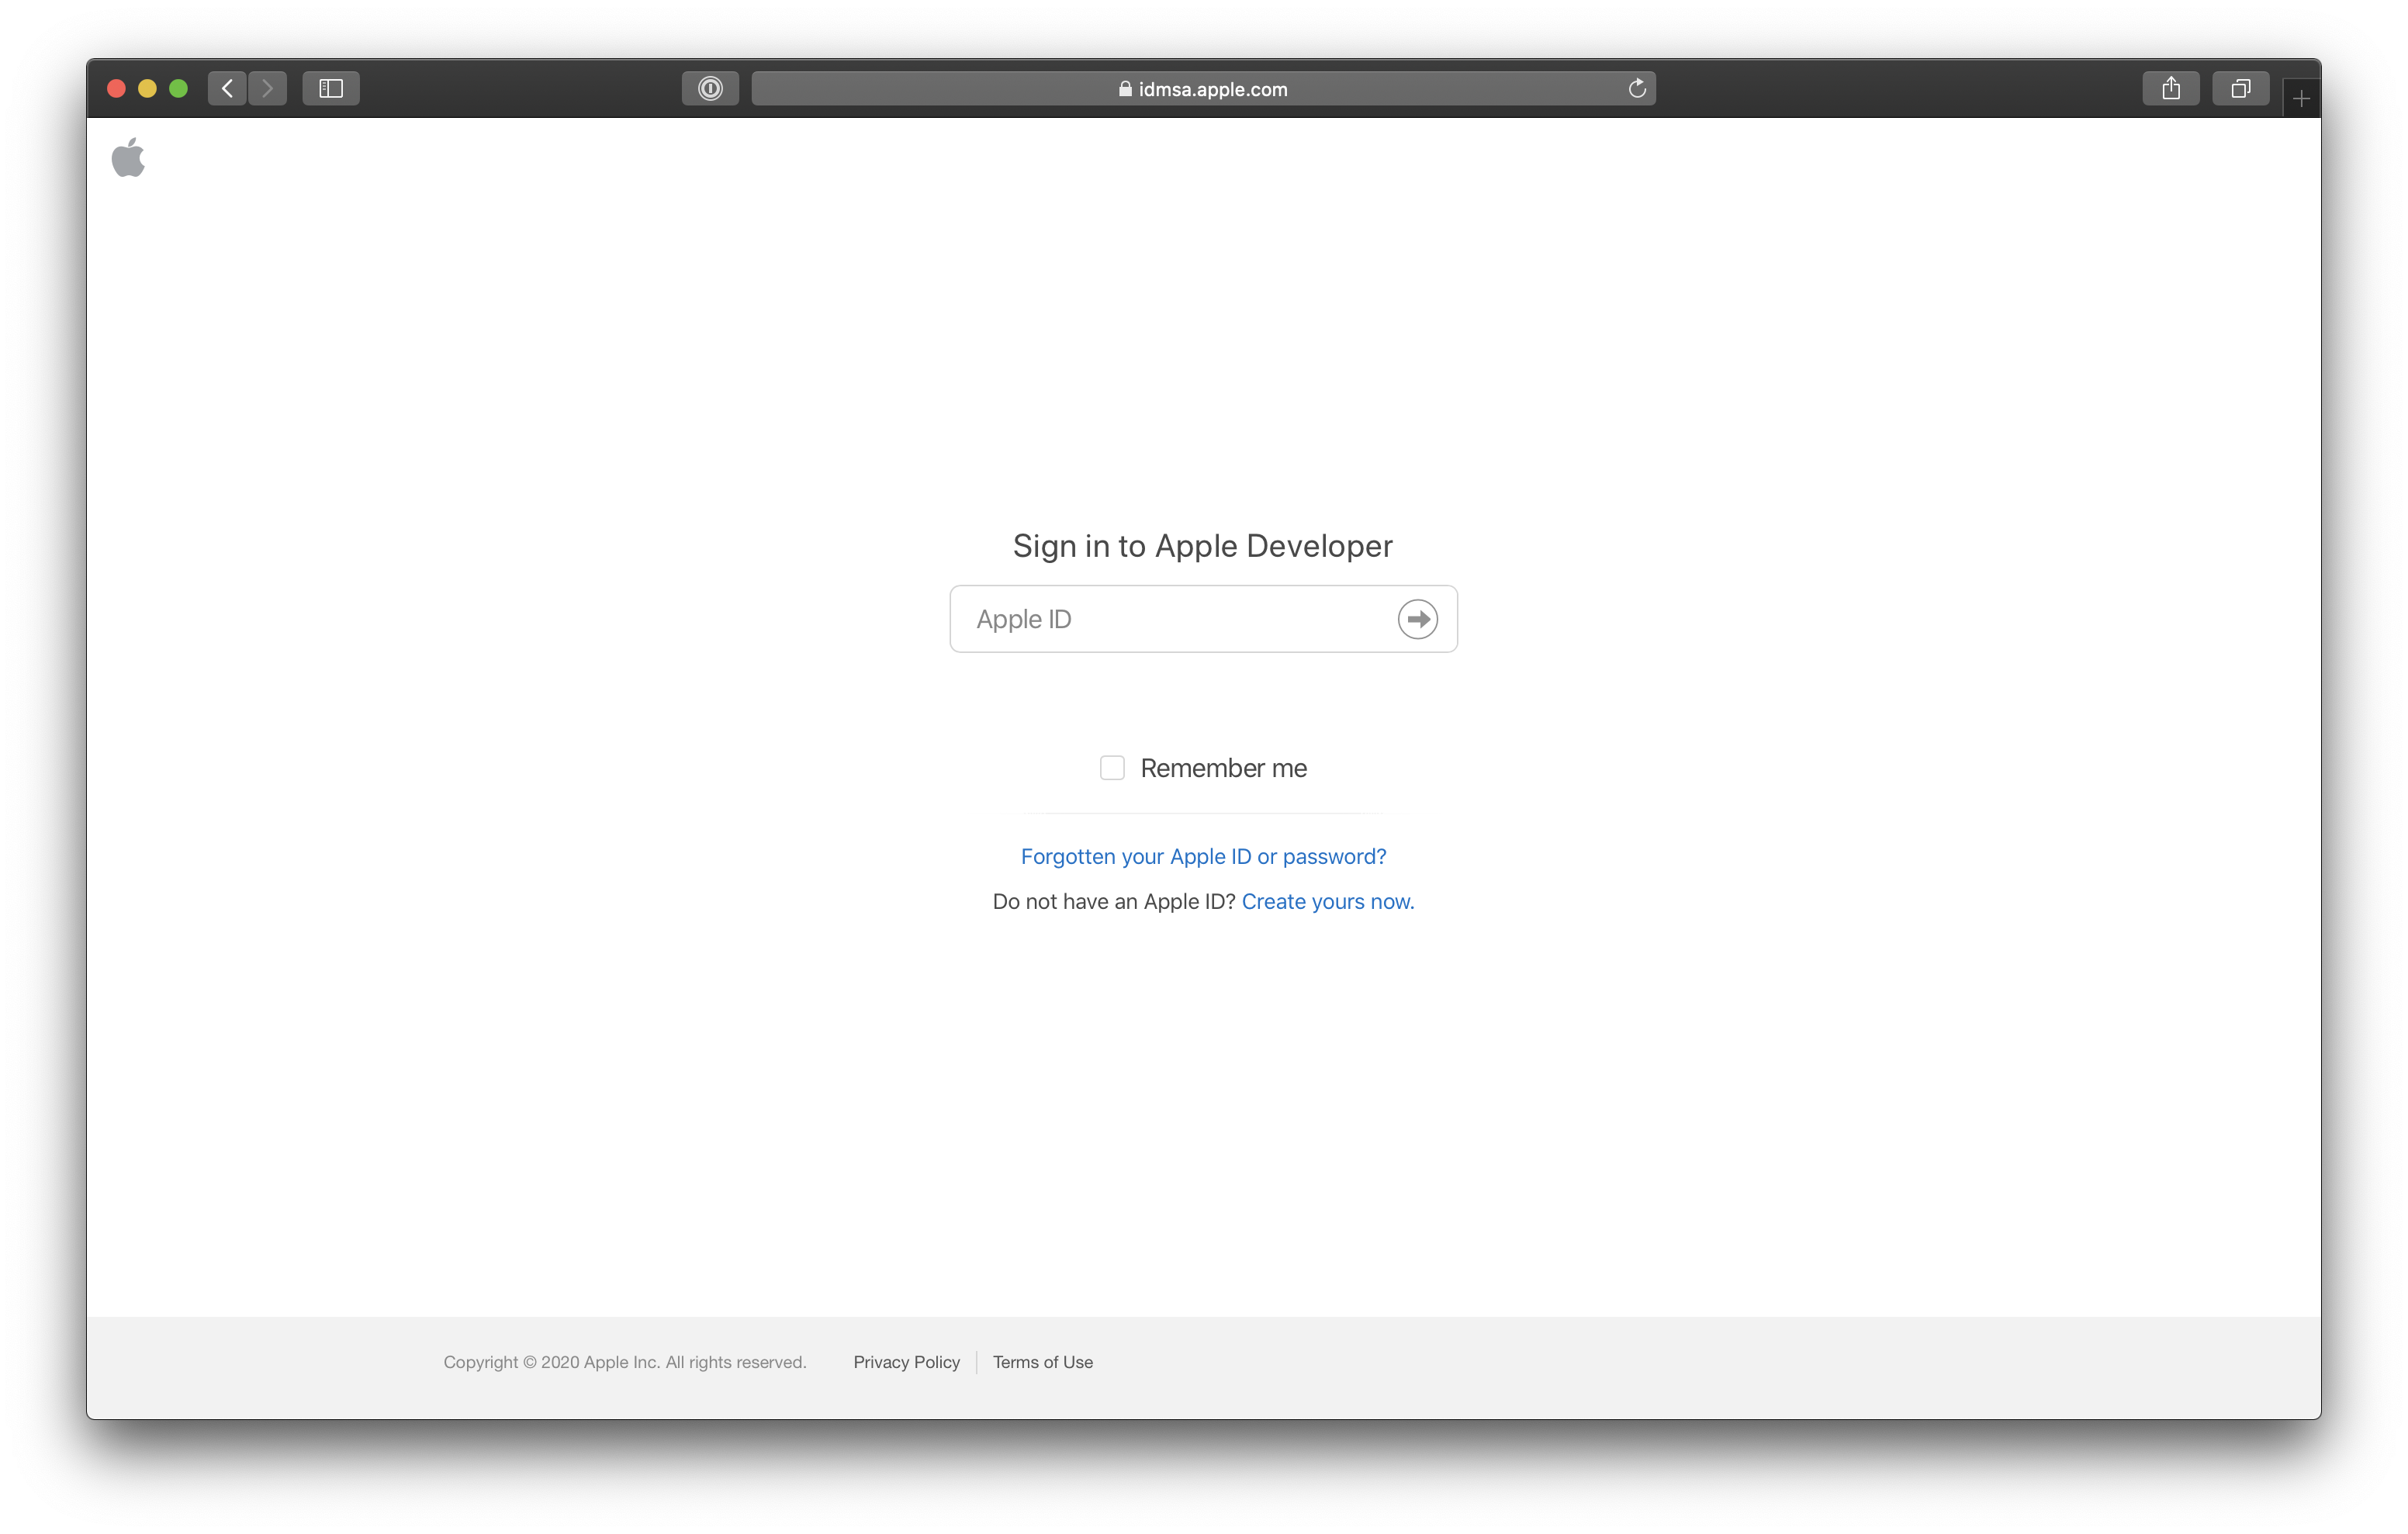 idmsa.apple.com
Sign in to Apple Developer
Apple ID
Remember me
Forgotten your Apple ID or password?
Do not have an Apple ID? Create yours now.
Copyright © 2020 Apple Inc. All rights reserved. Privacy Policy Terms of Use